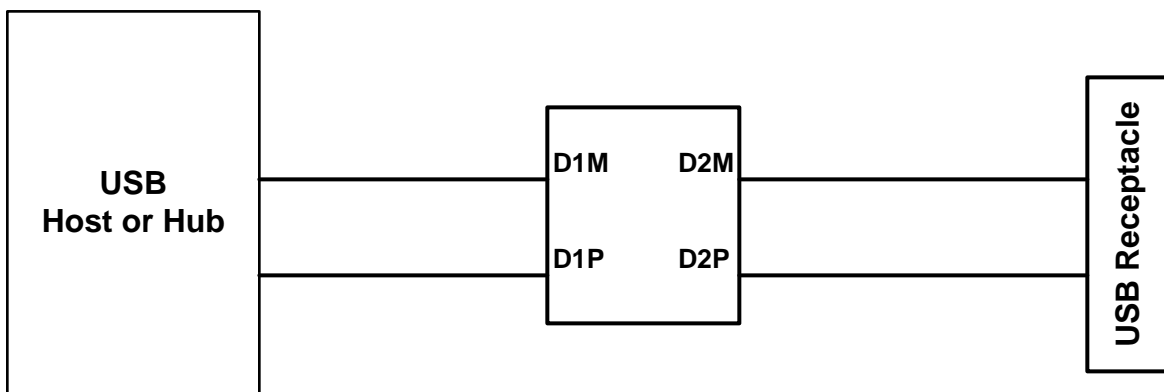 USB
Host or Hub
D1M
D2M
D1P
D2P
USB Receptacle